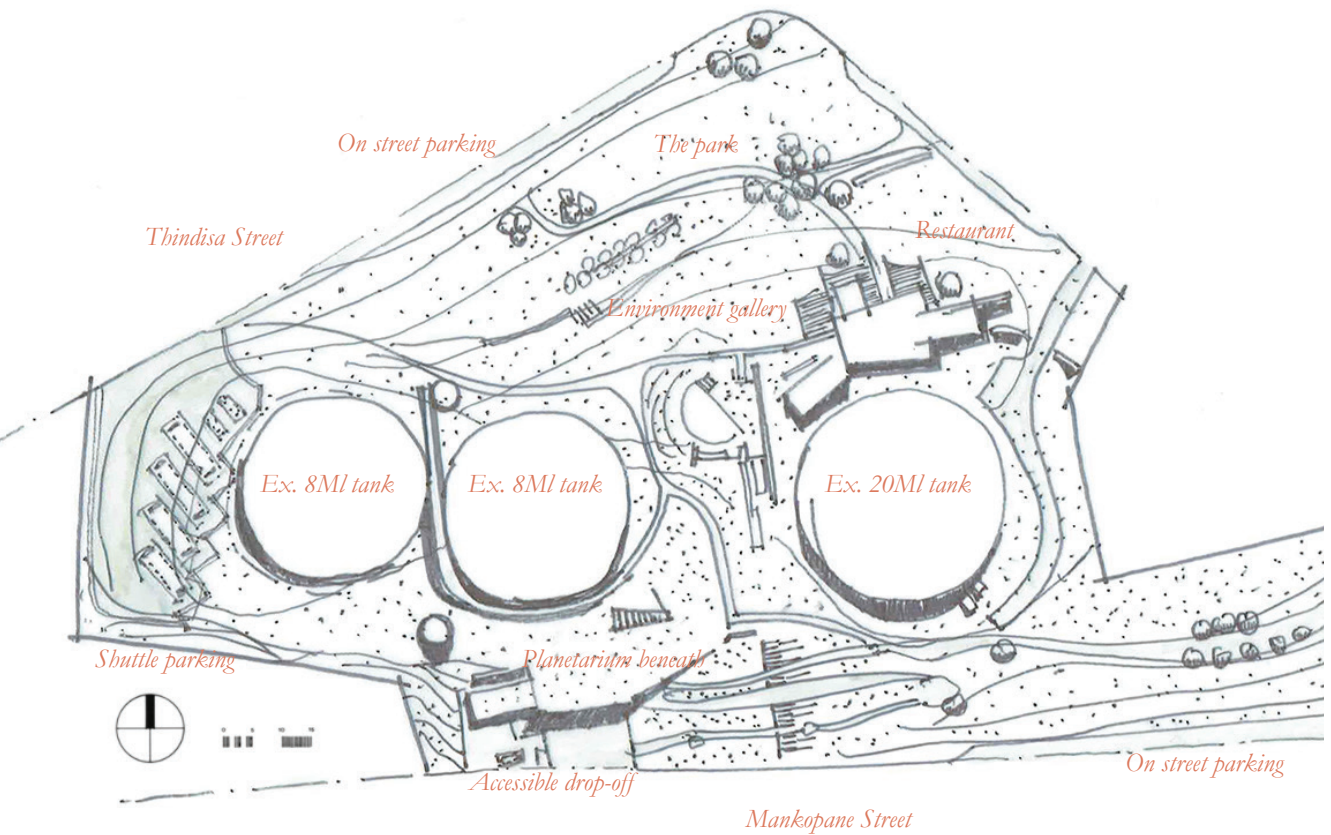 On street parking
The park
Thindisa Street
Restaurant
Environment gallery
Ex. 8Ml tank
Ex. 8Ml tank
Ex. 20Ml tank
Shuttle parking
Planetarium beneath
On street parking
Accessible drop-off
Mankopane Street